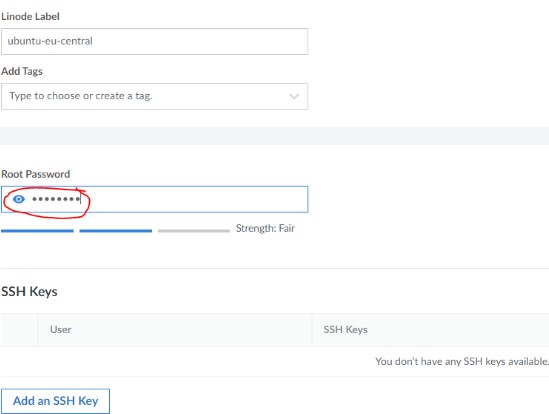 Linode Label
ubuntu-eu-central
Add Tags
Type to choose or create a tag.
Root Password
••••••••
Strength: Fair
SSH Keys
User SSH Keys
You don't have any SSH keys available.
Add an SSH Key